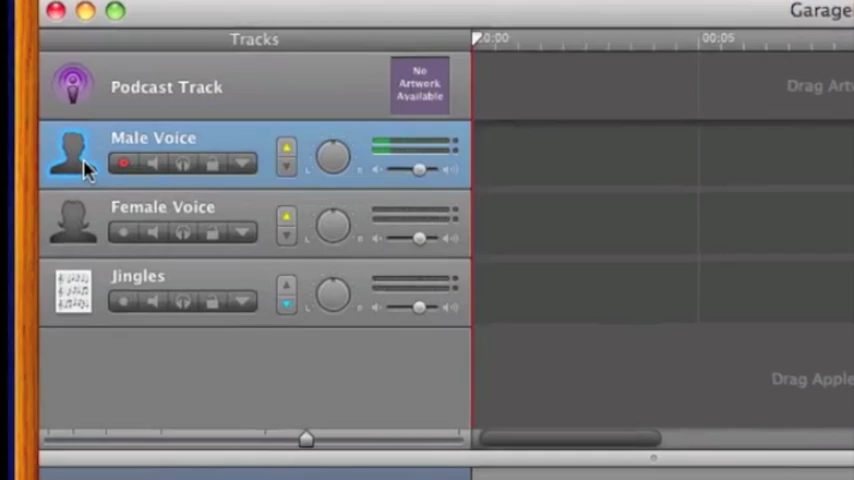 Garage
Tracks
00:00
00:05
Podcast Track
No
Artwork
Available
Drag Art
Male Voice
L
R
Female Voice
L
R
Jingles
L
R
Drag Apple